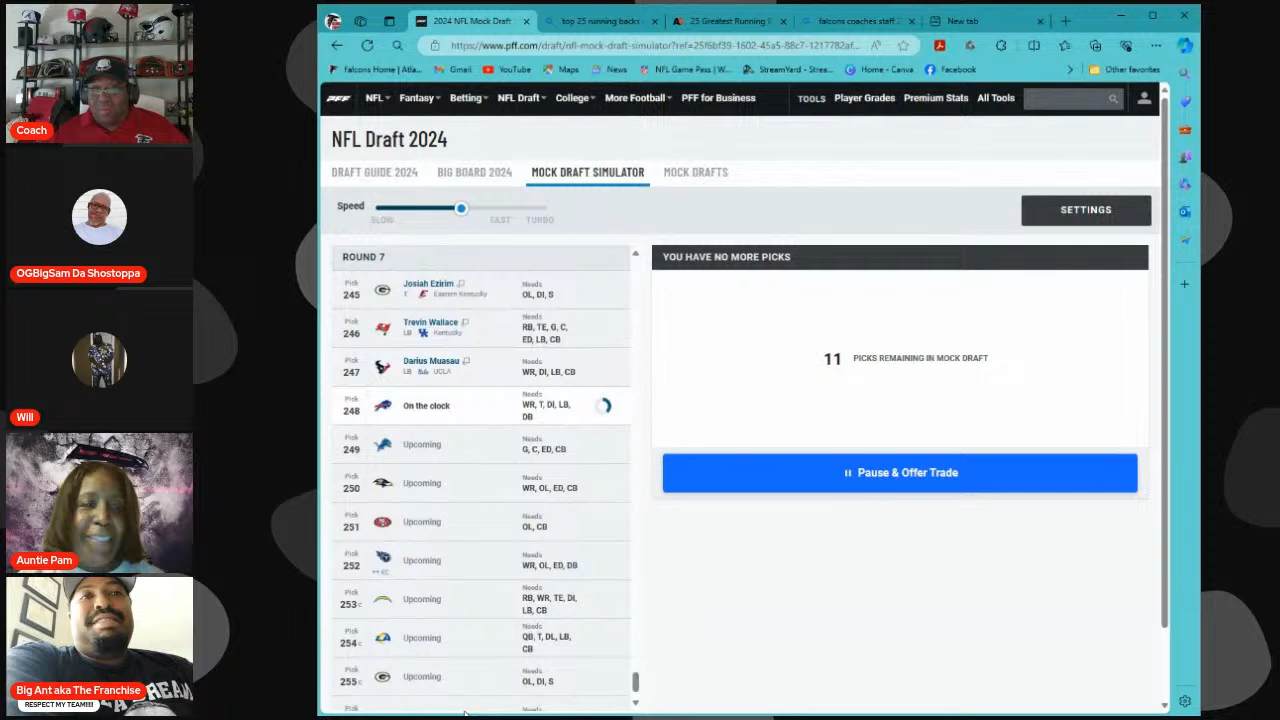 Coach
OGBigSam Da Shostoppa
Will
Auntie Pam
Big Ant aka The Franchise
RESPECT MY TEAM!!!!!
2024 NFL Mock Draft
top 25 running backs
25 Greatest Running
falcons coaches staff 2
New tab
https://www.pff.com/draft/nfl-mock-draft-simulator?ref=25f6bf39-1602-45a5-88c7-1217782af...
Falcons Home | Atla...
Gmail
YouTube
Maps
News
NFL Game Pass | W...
StreamYard - Strea...
Home - Canva
Facebook
Other favorites
PFF
NFL
Fantasy
Betting
NFL Draft
College
More Football
PFF for Business
TOOLS
Player Grades
Premium Stats
All Tools
NFL Draft 2024
DRAFT GUIDE 2024
BIG BOARD 2024
MOCK DRAFT SIMULATOR
MOCK DRAFTS
Speed
SLOW
FAST
TURBO
SETTINGS
ROUND 7
Pick 245 Josiah Ezirim T Eastern Kentucky Needs OL, DI, S
Pick 246 Trevin Wallace LB Kentucky Needs RB, TE, G, C,
ED, LB, CB
Pick 247 Darius Muasau LB UCLA Needs WR, DI, LB, CB
Pick 248 On the clock Needs WR, T, DI, LB,
DB
Pick 249 Upcoming Needs G, C, ED, CB
Pick 250 Upcoming Needs WR, OL, ED, CB
Pick 251 Upcoming Needs OL, CB
Pick 252 Upcoming Needs WR, OL, ED, DB
Pick 253 C Upcoming Needs RB, WR, TE, DI,
LB, CB
Pick 254 C Upcoming Needs QB, T, DL, LB,
CB
Pick 255 C Upcoming Needs OL, DI, S
Pick Needs
YOU HAVE NO MORE PICKS
11 PICKS REMAINING IN MOCK DRAFT
Pause & Offer Trade